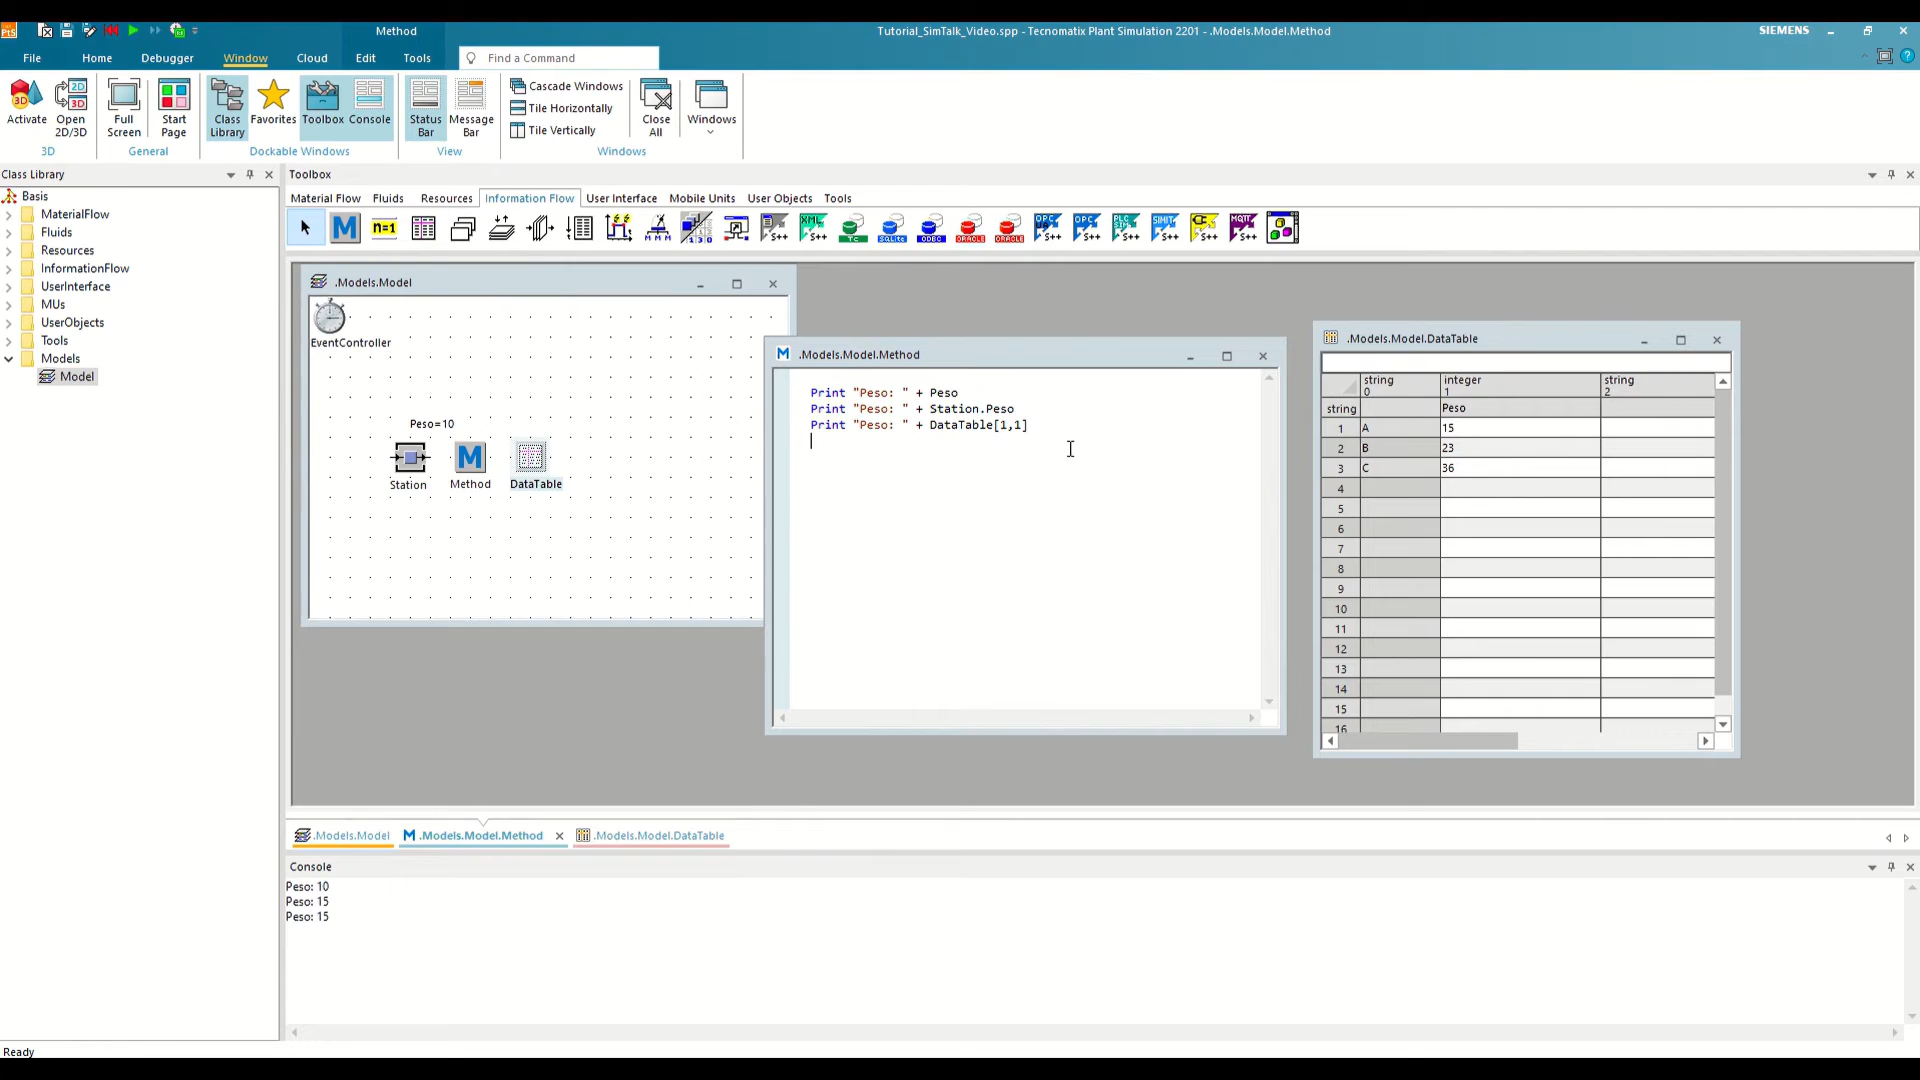 Method
Tutorial_SimTalk_Video.spp - Tecnomatix Plant Simulation 2201 - .Models.Model.Method
SIEMENS
File Home Debugger Window Cloud Edit Tools Find a Command
Activate Open 2D/3D Full Screen Start Page Class Library Favorites Toolbox Console Status Bar Message Bar Close All Windows
Cascade Windows
Tile Horizontally
Tile Vertically
3D General Dockable Windows View Windows
Class Library
Basis
MaterialFlow
Fluids
Resources
InformationFlow
UserInterface
MUs
UserObjects
Tools
Models
Model
Toolbox
Material Flow Fluids Resources Information Flow User Interface Mobile Units User Objects Tools
.Models.Model
EventController
Peso=10
Station Method DataTable
.Models.Model.Method
Print "Peso: " + Peso
Print "Peso: " + Station.Peso
Print "Peso: " + DataTable[1,1]
.Models.Model.DataTable
string 0 integer 1 string 2
string Peso
1 A 15
2 B 23
3 C 36
4
5
6
7
8
9
10
11
12
13
14
15
16
.Models.Model .Models.Model.Method .Models.Model.DataTable
Console
Peso: 10
Peso: 15
Peso: 15
Ready